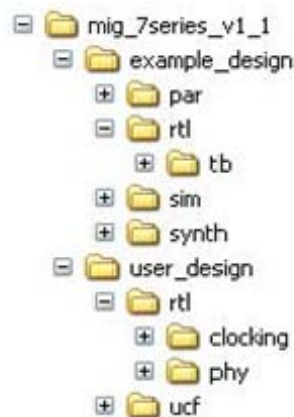 mig_7series_v1_1
example_design
par
rtl
tb
sim
synth
user_design
rtl
clocking
phy
ucf